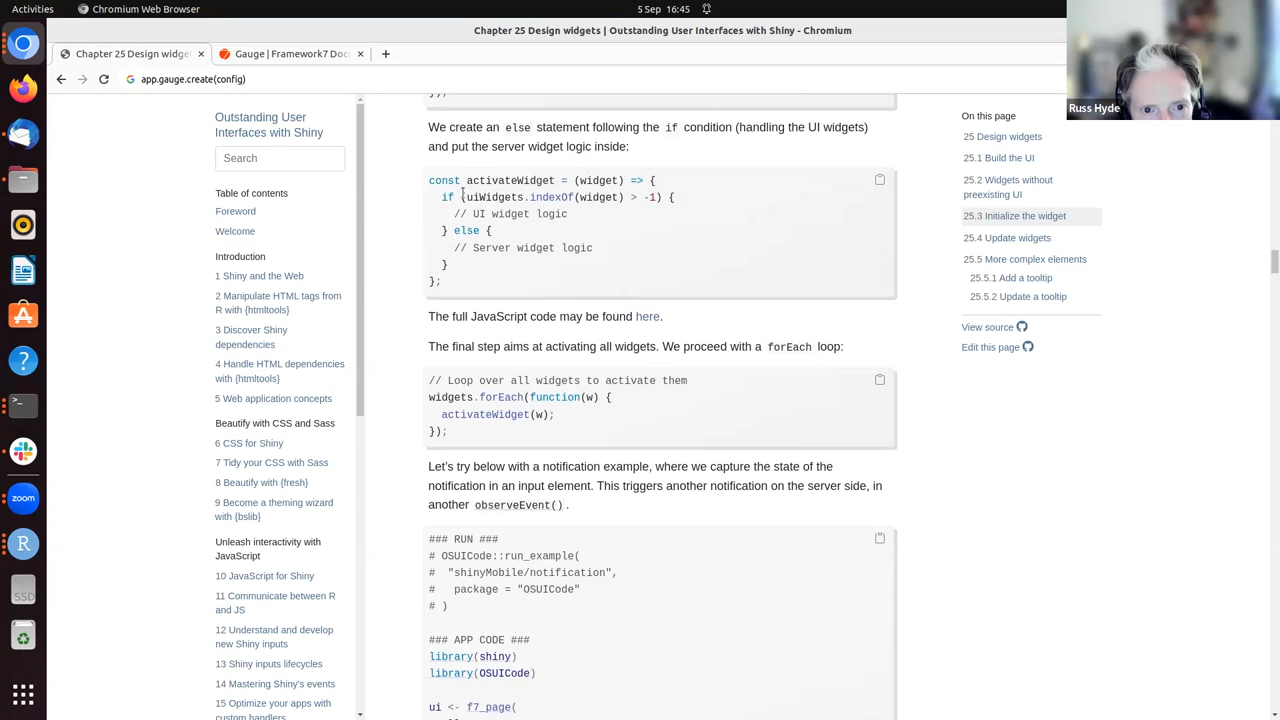 Activities
Chromium Web Browser
5 Sep 16:45
Chapter 25 Design widgets | Outstanding User Interfaces with Shiny - Chromium
Chapter 25 Design widge
Gauge | Framework7 Doc
app.gauge.create(config)
Russ Hyde
Outstanding User
Interfaces with Shiny
Search
Table of contents
Foreword
Welcome
Introduction
1 Shiny and the Web
2 Manipulate HTML tags from
R with {htmltools}
3 Discover Shiny
dependencies
4 Handle HTML dependencies
with {htmltools}
5 Web application concepts
Beautify with CSS and Sass
6 CSS for Shiny
7 Tidy your CSS with Sass
8 Beautify with {fresh}
9 Become a theming wizard
with {bslib}
Unleash interactivity with
JavaScript
10 JavaScript for Shiny
11 Communicate between R
and JS
12 Understand and develop
new Shiny inputs
13 Shiny inputs lifecycles
14 Mastering Shiny's events
15 Optimize your apps with
custom handlers
});
We create an else statement following the if condition (handling the UI widgets)
and put the server widget logic inside:
const activateWidget = (widget) => {
if (uiWidgets.indexOf(widget) > -1) {
// UI widget logic
} else {
// Server widget logic
}
};
The full JavaScript code may be found here.
The final step aims at activating all widgets. We proceed with a forEach loop:
// Loop over all widgets to activate them
widgets.forEach(function(w) {
activateWidget(w);
});
Let's try below with a notification example, where we capture the state of the
notification in an input element. This triggers another notification on the server side, in
another observeEvent() .
### RUN ###
# OSUICode::run_example(
# "shinyMobile/notification",
# package = "OSUICode"
# )
### APP CODE ###
library(shiny)
library(OSUICode)
ui <- f7_page(
On this page
25 Design widgets
25.1 Build the UI
25.2 Widgets without
preexisting UI
25.3 Initialize the widget
25.4 Update widgets
25.5 More complex elements
25.5.1 Add a tooltip
25.5.2 Update a tooltip
View source
Edit this page
zoom
R
SSD